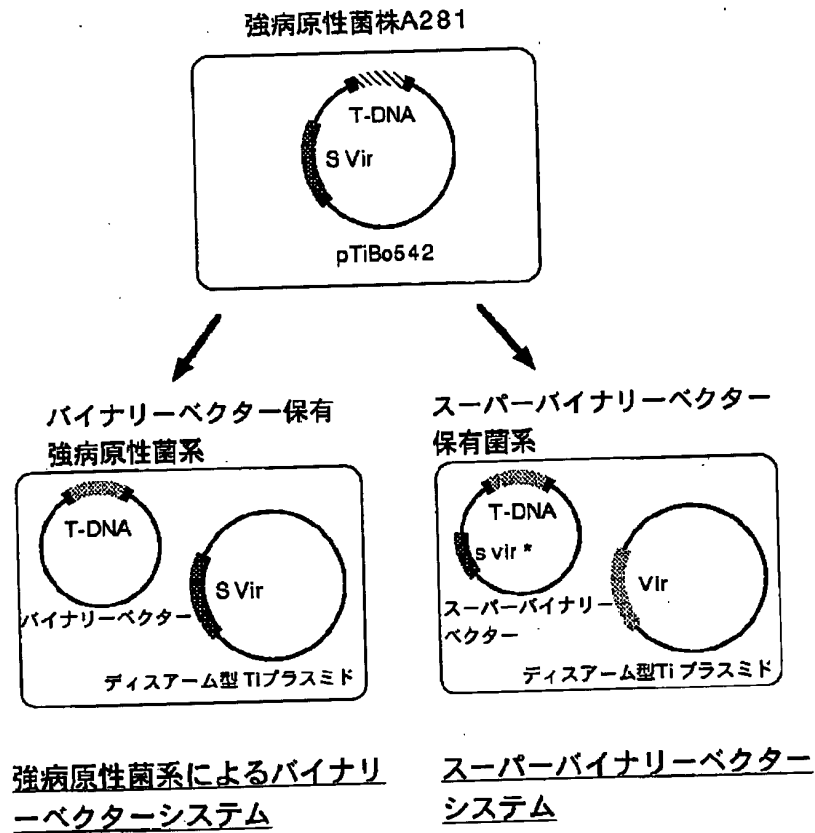 強病原性菌株A281
T-DNA
S Vir
pTiBo542
バイナリーベクター保有
強病原性菌系
T-DNA
S Vir
バイナリーベクター
ディスアーム型 Tiプラスミド
スーパーバイナリーベクター
保有菌系
T-DNA
s vir *
Vir
スーパーバイナリー
ベクター
ディスアーム型Ti プラスミド
強病原性菌系によるバイナリ
ーベクターシステム
スーパーバイナリーベクター
システム